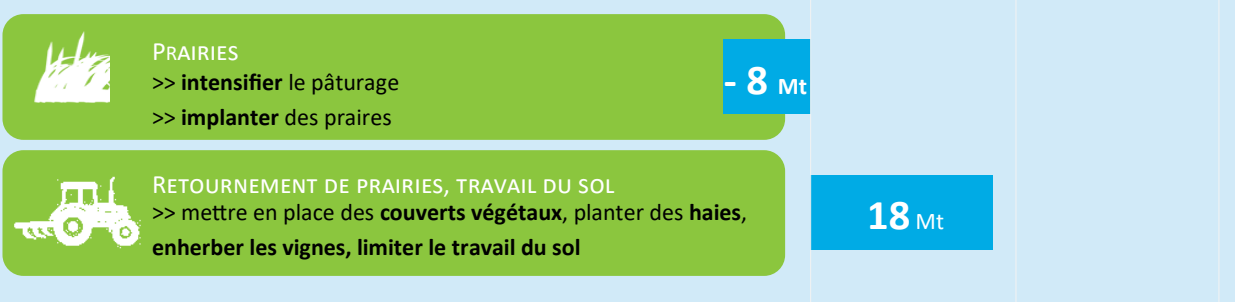 PRAIRIES
>> intensifier le pâturage
>> implanter des praires
- 8 Mt
RETOURNEMENT DE PRAIRIES, TRAVAIL DU SOL
>> mettre en place des couverts végétaux, planter des haies,
enherber les vignes, limiter le travail du sol
18 Mt